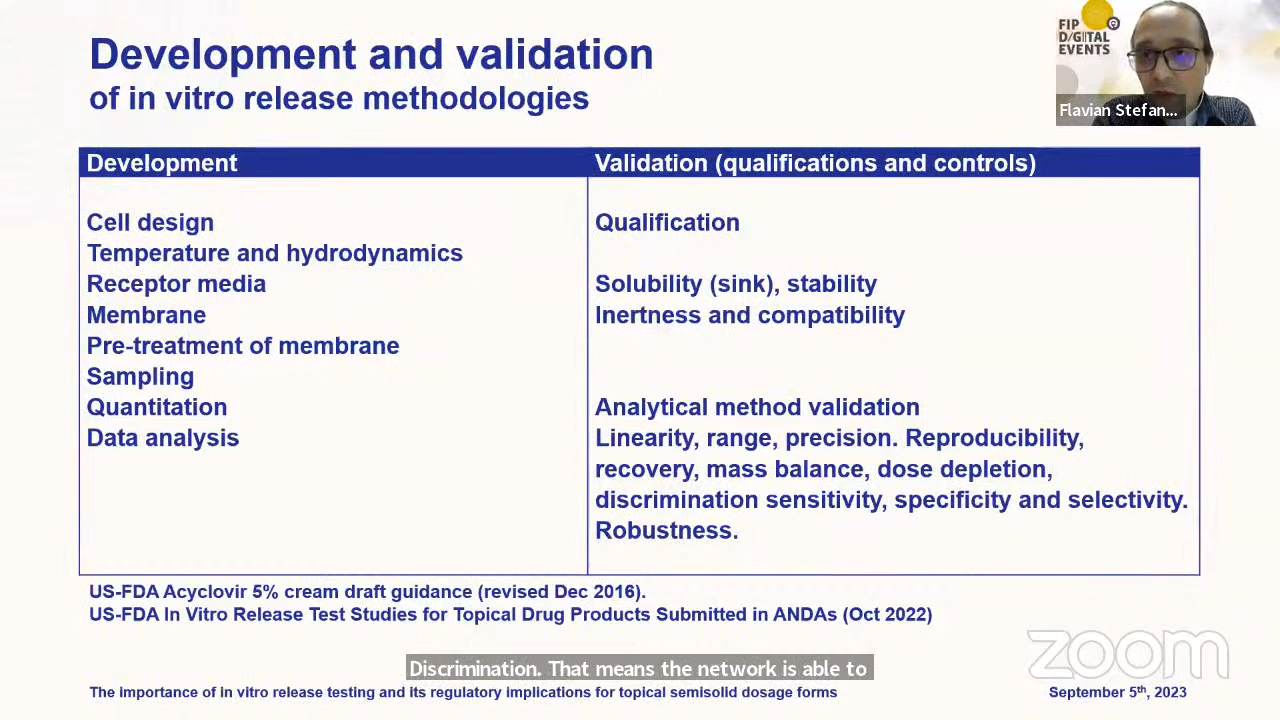 Development and validation
of in vitro release methodologies
FIP
DIGITAL
EVENTS
Flavian Stefan...
Development Validation (qualifications and controls)
Cell design Qualification
Temperature and hydrodynamics
Receptor media Solubility (sink), stability
Membrane Inertness and compatibility
Pre-treatment of membrane
Sampling
Quantitation Analytical method validation
Data analysis Linearity, range, precision. Reproducibility,
recovery, mass balance, dose depletion,
discrimination sensitivity, specificity and selectivity.
Robustness.
US-FDA Acyclovir 5% cream draft guidance (revised Dec 2016).
US-FDA In Vitro Release Test Studies for Topical Drug Products Submitted in ANDAs (Oct 2022)
zoom
Discrimination. That means the network is able to
The importance of in vitro release testing and its regulatory implications for topical semisolid dosage forms September 5th, 2023